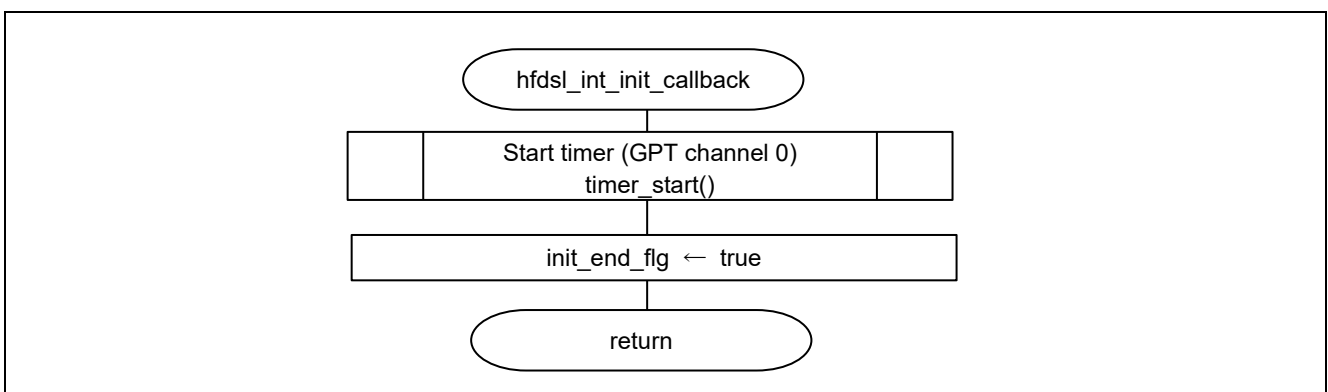 hfdsl_int_init_callback
Start timer (GPT channel 0)
timer_start()
init_end_flg ← true
return